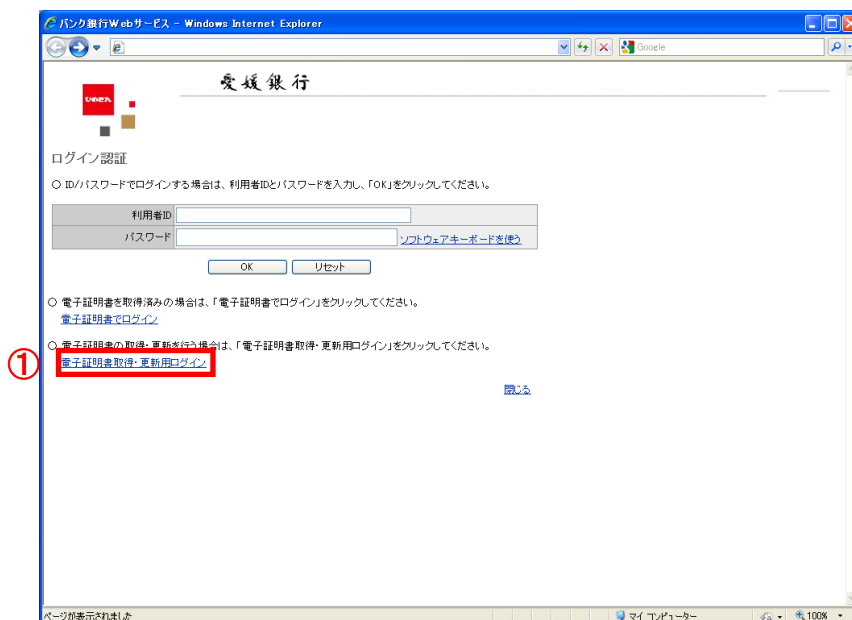 バンク銀行Webサービス - Windows Internet Explorer
Google
ひめぎん
愛媛銀行
ログイン認証
○ ID/パスワードでログインする場合は、利用者IDとパスワードを入力し、「OK」をクリックしてください。
利用者ID
パスワード ソフトウェアキーボードを使う
OK リセット
○ 電子証明書を取得済みの場合は、「電子証明書でログイン」をクリックしてください。
電子証明書でログイン
○ 電子証明書の取得・更新を行う場合は、「電子証明書取得・更新用ログイン」をクリックしてください。
① 電子証明書取得・更新用ログイン
閉じる
ページが表示されました マイ コンピューター 100%